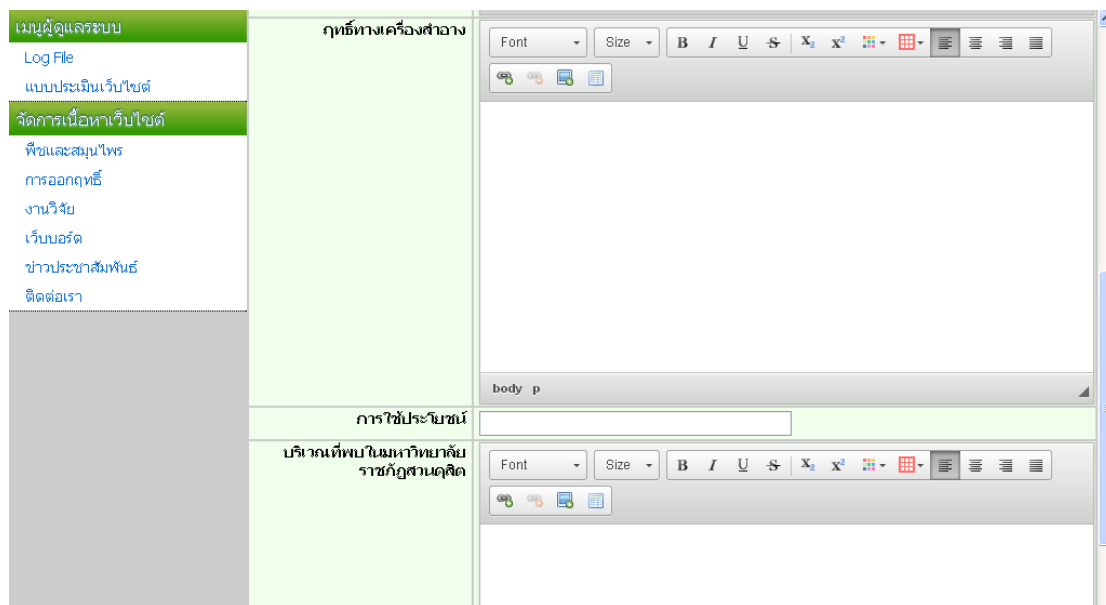 เมนูผู้ดูแลระบบ
Log File
แบบประเมินเว็บไซต์
จัดการเนื้อหาเว็บไซต์
พืชและสมุนไพร
การออกฤทธิ์
งานวิจัย
เว็บบอร์ด
ข่าวประชาสัมพันธ์
ติดต่อเรา
ฤทธิ์ทางเครื่องสำอาง
Font Size B I U S X₂ X²
body p
การใช้ประโยชน์
บริเวณที่พบในมหาวิทยาลัย
ราชภัฏสวนดุสิต
Font Size B I U S X₂ X²